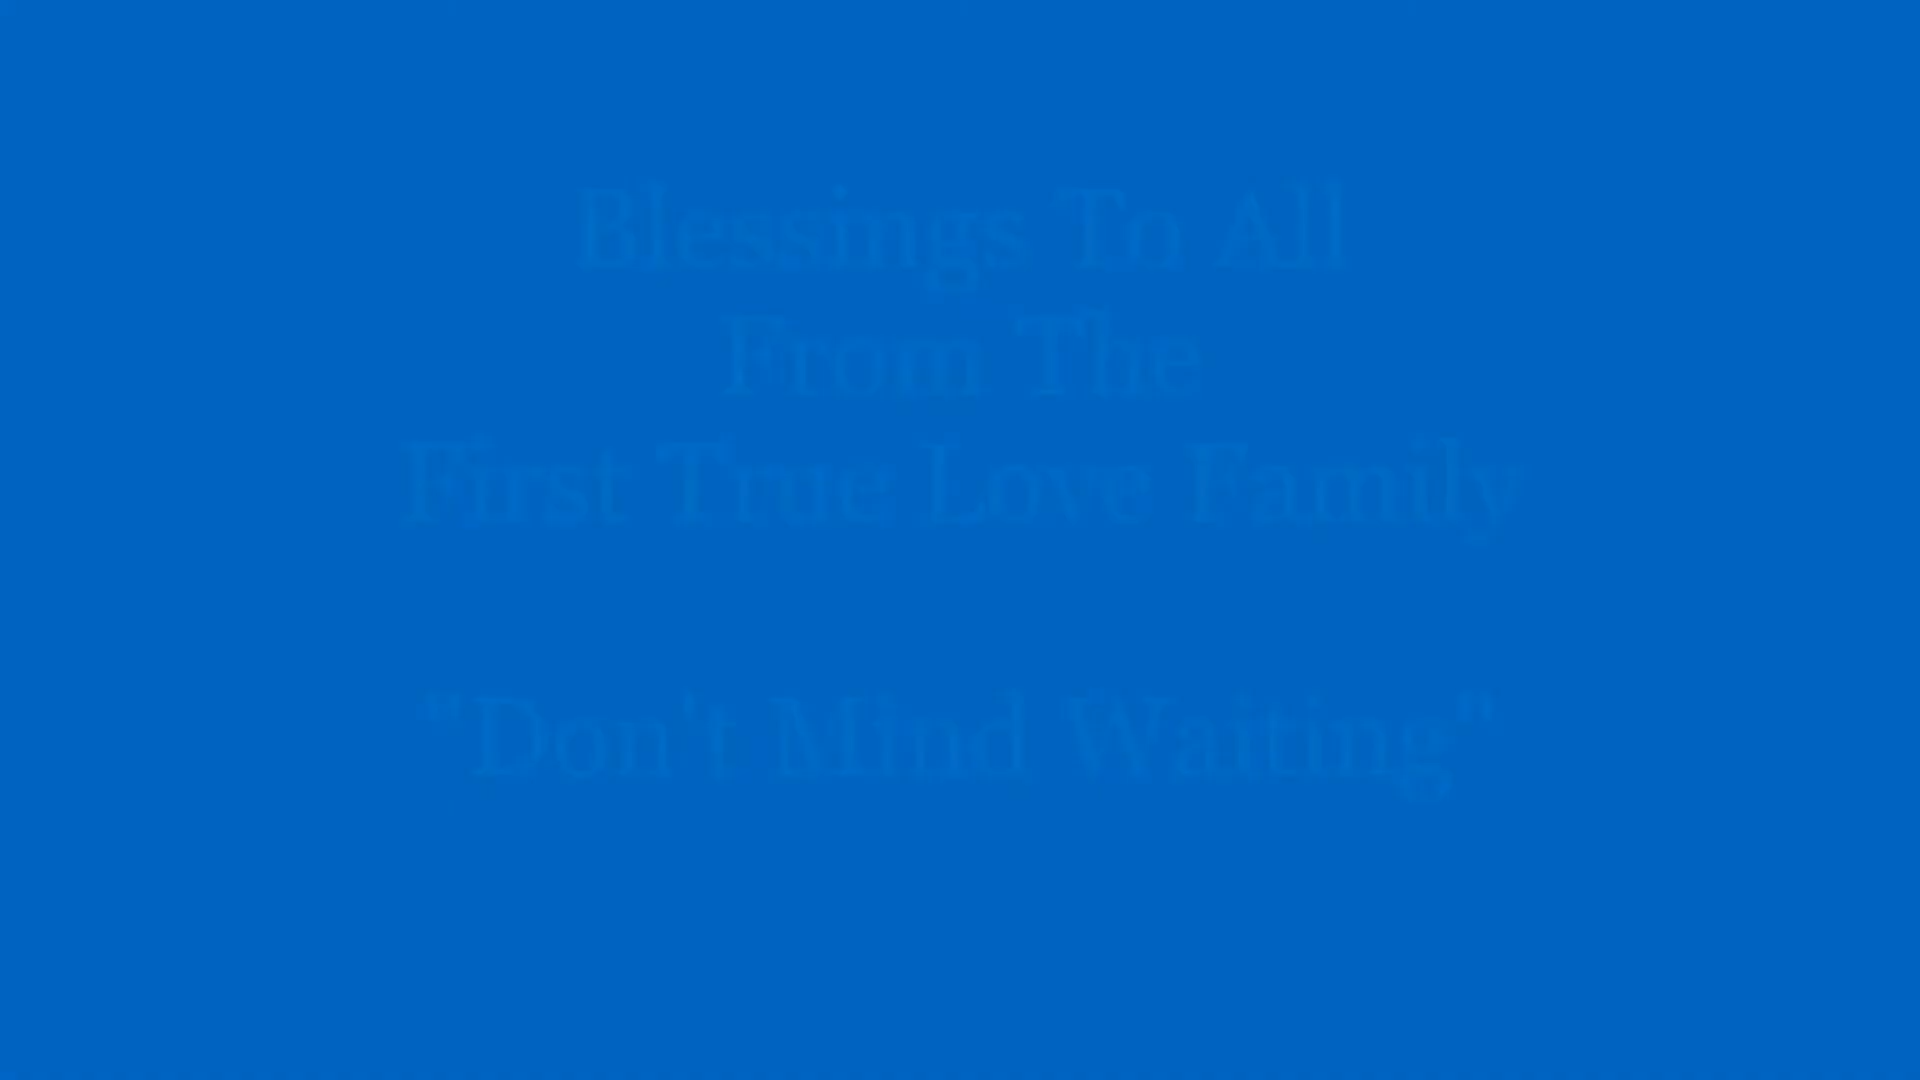 Blessings To All
From The
First True Love Family
"Don't Mind Waiting"